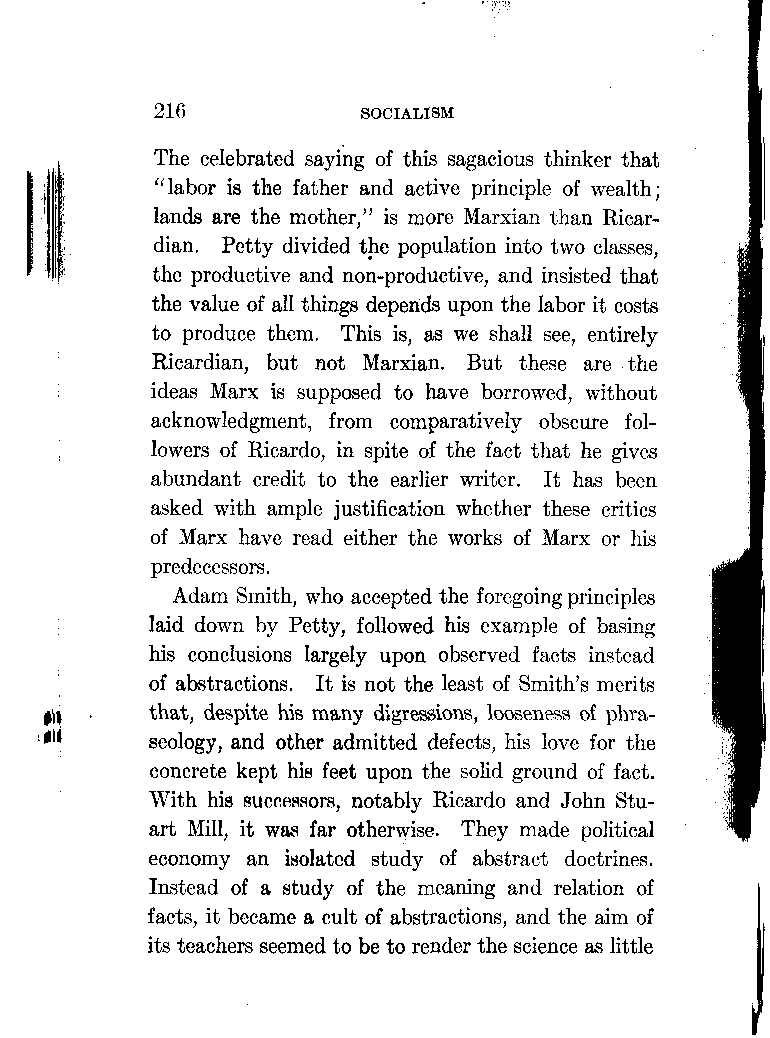 216 SOCIALISM
The celebrated saying of this sagacious thinker that
"labor is the father and active principle of wealth;
lands are the mother," is more Marxian than Ricar-
dian. Petty divided the population into two classes,
the productive and non-productive, and insisted that
the value of all things depends upon the labor it costs
to produce them. This is, as we shall see, entirely
Ricardian, but not Marxian. But these are the
ideas Marx is supposed to have borrowed, without
acknowledgment, from comparatively obscure fol-
lowers of Ricardo, in spite of the fact that he gives
abundant credit to the earlier writer. It has been
asked with ample justification whether these critics
of Marx have read either the works of Marx or his
predecessors.
Adam Smith, who accepted the foregoing principles
laid down by Petty, followed his example of basing
his conclusions largely upon observed facts instead
of abstractions. It is not the least of Smith's merits
that, despite his many digressions, looseness of phra-
seology, and other admitted defects, his love for the
concrete kept his feet upon the solid ground of fact.
With his successors, notably Ricardo and John Stu-
art Mill, it was far otherwise. They made political
economy an isolated study of abstract doctrines.
Instead of a study of the meaning and relation of
facts, it became a cult of abstractions, and the aim of
its teachers seemed to be to render the science as little